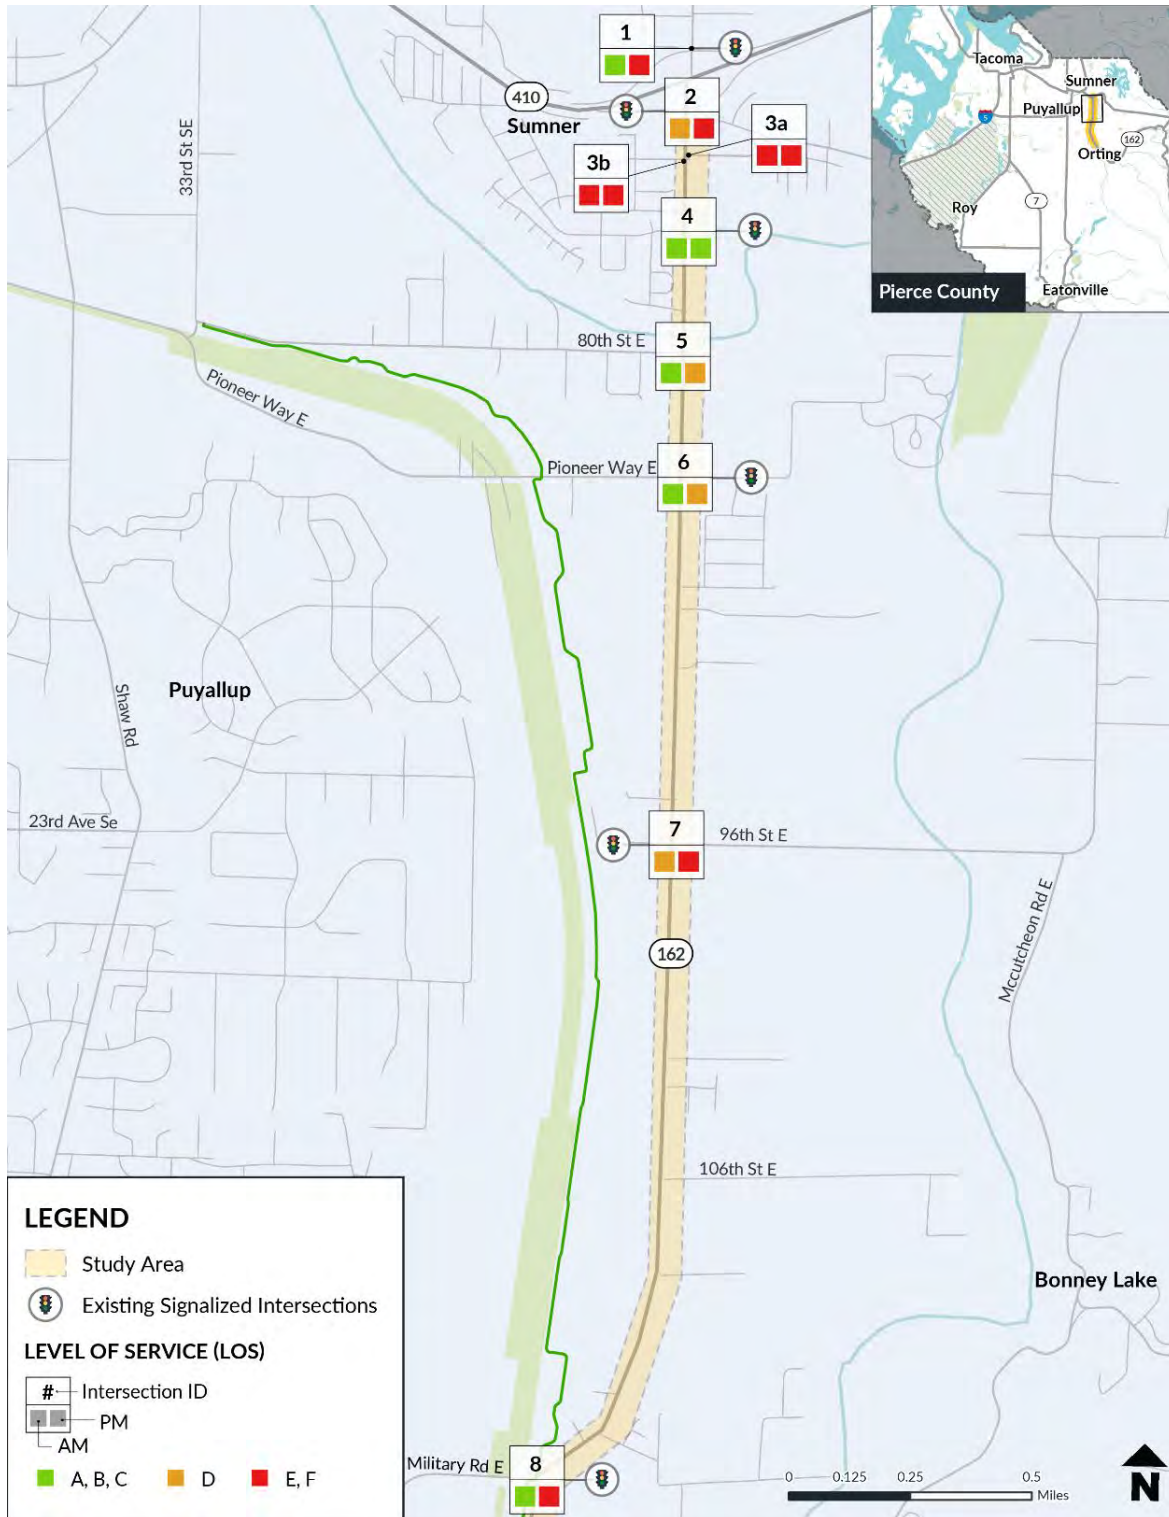 1
2
3a
3b
410
Sumner
33rd St SE
4
80th St E
5
Pioneer Way E
Pioneer Way E
6
Puyallup
Shaw Rd
23rd Ave Se
7
96th St E
162
Mccutcheon Rd E
106th St E
Bonney Lake
Military Rd E
8
Tacoma
Sumner
Puyallup
5
162
Orting
7
Roy
Eatonville
Pierce County
LEGEND
Study Area
Existing Signalized Intersections
LEVEL OF SERVICE (LOS)
# Intersection ID
PM
AM
A, B, C D E, F
0 0.125 0.25 0.5
Miles
N